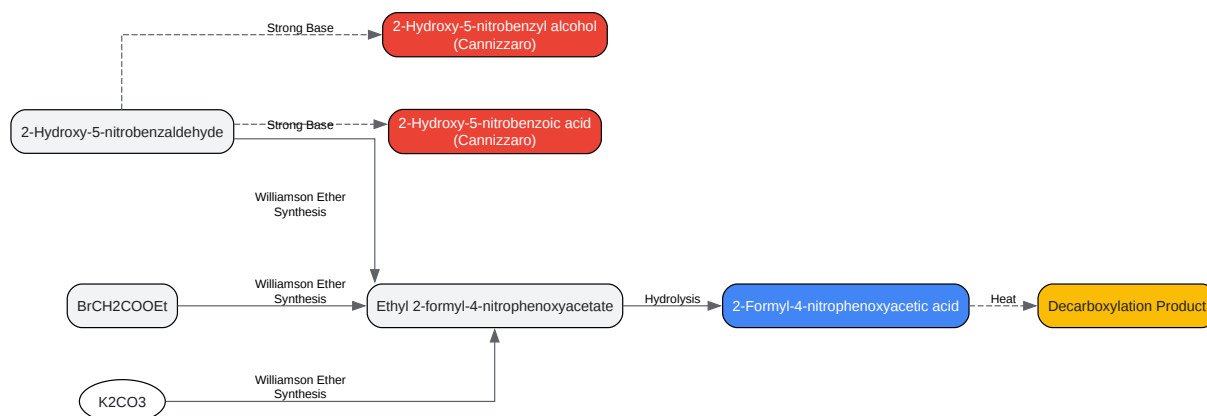 Strong Base
2-Hydroxy-5-nitrobenzyl alcohol
(Cannizzaro)
2-Hydroxy-5-nitrobenzaldehyde
Strong Base
2-Hydroxy-5-nitrobenzoic acid
(Cannizzaro)
Williamson Ether
Synthesis
BrCH2COOEt
Williamson Ether
Synthesis
Ethyl 2-formyl-4-nitrophenoxyacetate
Hydrolysis
2-Formyl-4-nitrophenoxyacetic acid
Heat
Decarboxylation Product
K2CO3
Williamson Ether
Synthesis